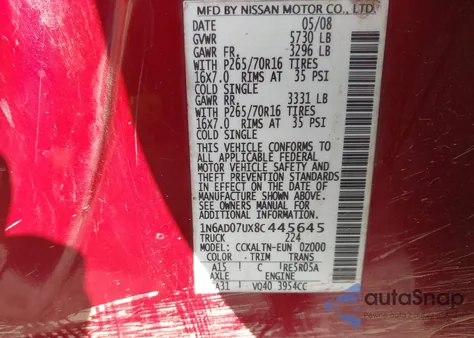 MFD BY NISSAN MOTOR CO., LTD.
DATE 05/08
GVWR 5730 LB
GAWR FR. 3296 LB
WITH P265/70R16 TIRES
16X7.0 RIMS AT 35 PSI
COLD SINGLE
GAWR RR. 3331 LB
WITH P265/70R16 TIRES
16X7.0 RIMS AT 35 PSI
COLD SINGLE
THIS VEHICLE CONFORMS TO
ALL APPLICABLE FEDERAL
MOTOR VEHICLE SAFETY AND
THEFT PREVENTION STANDARDS
IN EFFECT ON THE DATE OF
MANUFACTURE SHOWN ABOVE.
SEE OWNERS MANUAL FOR
ADDITIONAL INFORMATION
1N6AD07UX8C 445645
TRUCK 224
MODEL: CCKALTN-EUN 0Z000
COLOR TRIM TRANS
A15 C RE5R05A
AXLE ENGINE
A31 VQ40 3954CC
autoSnap